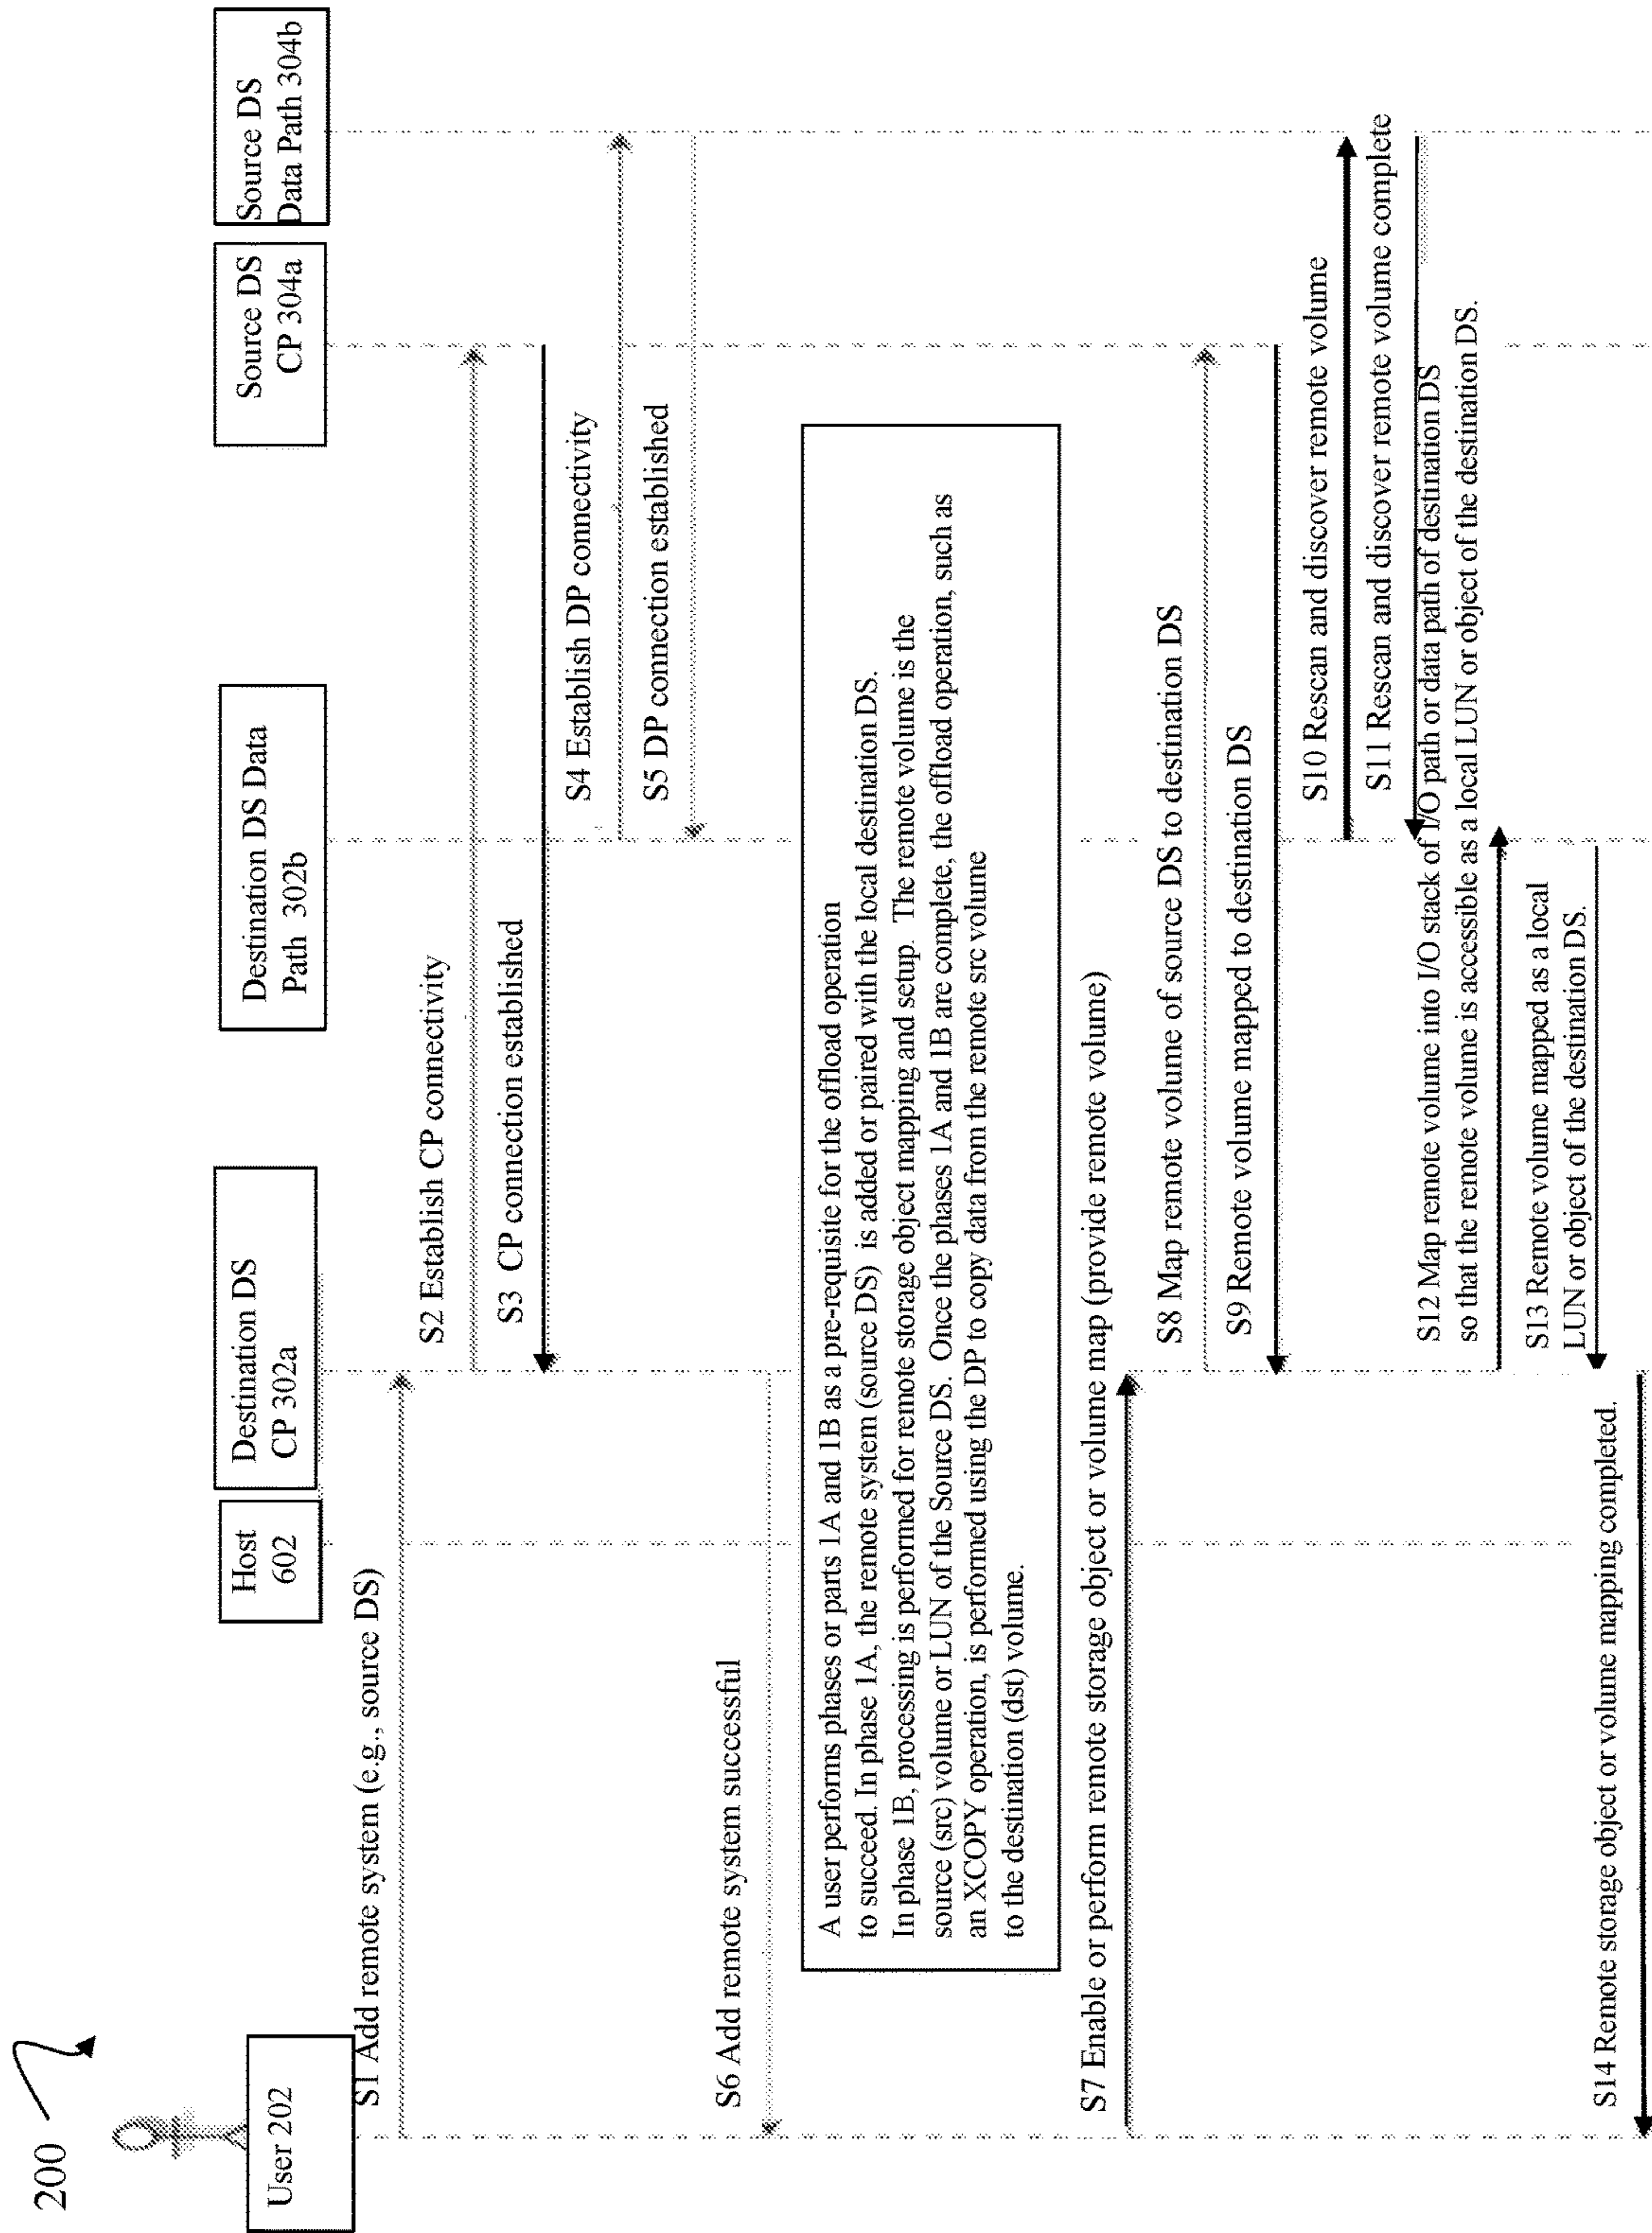 200
User 202
Host
602
Destination DS
CP 302a
Destination DS Data
Path 302b
Source DS
CP 304a
Source DS
Data Path 304b
S1 Add remote system (e.g., source DS)
S2 Establish CP connectivity
S3 CP connection established
S4 Establish DP connectivity
S5 DP connection established
S6 Add remote system successful
A user performs phases or parts 1A and 1B as a pre-requisite for the offload operation
to succeed. In phase 1A, the remote system (source DS) is added or paired with the local destination DS.
In phase 1B, processing is performed for remote storage object mapping and setup. The remote volume is the
source (src) volume or LUN of the Source DS. Once the phases 1A and 1B are complete, the offload operation, such as
an XCOPY operation, is performed using the DP to copy data from the remote src volume
to the destination (dst) volume.
S7 Enable or perform remote storage object or volume map (provide remote volume)
S8 Map remote volume of source DS to destination DS
S9 Remote volume mapped to destination DS
S10 Rescan and discover remote volume
S11 Rescan and discover remote volume complete
S12 Map remote volume into I/O stack of I/O path or data path of destination DS
so that the remote volume is accessible as a local LUN or object of the destination DS.
S13 Remote volume mapped as a local
LUN or object of the destination DS.
S14 Remote storage object or volume mapping completed.